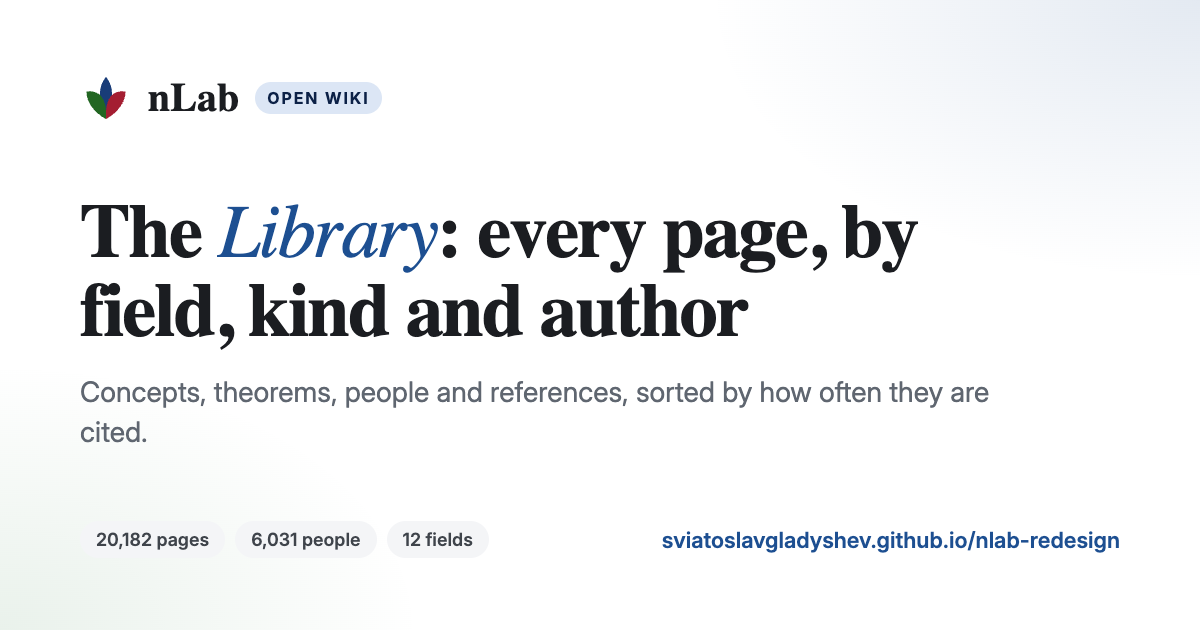 nLab OPEN WIKI
The Library: every page, by
field, kind and author
Concepts, theorems, people and references, sorted by how often they are
cited.
20,182 pages 6,031 people 12 fields sviatoslavgladyshev.github.io/nlab-redesign